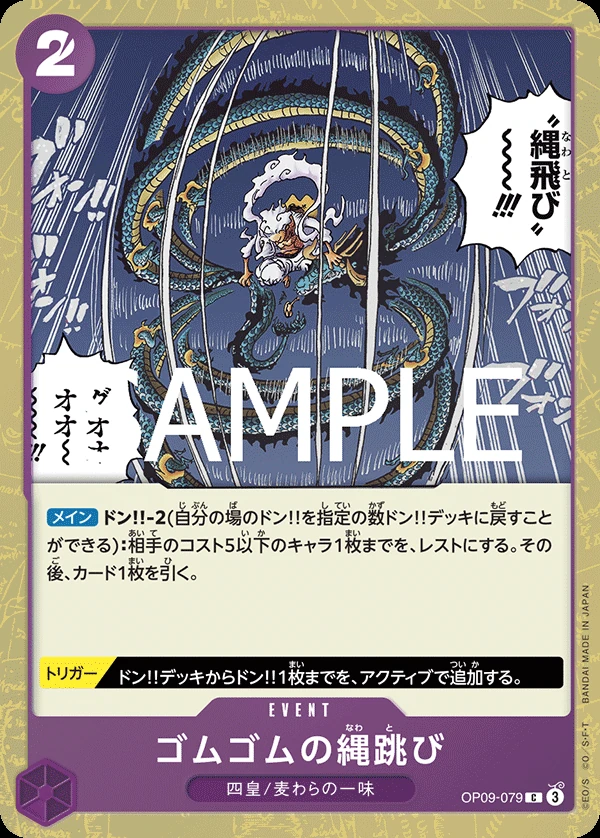 2
"縄飛び"
〜〜〜!!!
グオオオオ〜
〜〜〜!!
SAMPLE
メイン ドン!!-2(自分の場のドン!!を指定の数ドン!!デッキに戻すこと
ができる):相手のコスト5以下のキャラ1枚までを、レストにする。その
後、カード1枚を引く。
トリガー ドン!!デッキからドン!!1枚までを、アクティブで追加する。
EVENT
ゴムゴムの縄跳び
四皇/麦わらの一味
OP09-079 C 3
©E.O/S ©O/S・F・T BANDAI MADE IN JAPAN